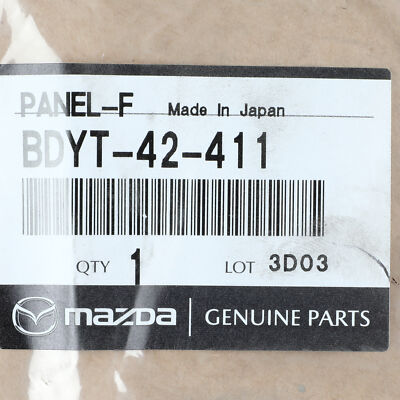 PANEL-F Made In Japan
BDYT-42-411
QTY 1 LOT 3D03
mazda GENUINE PARTS